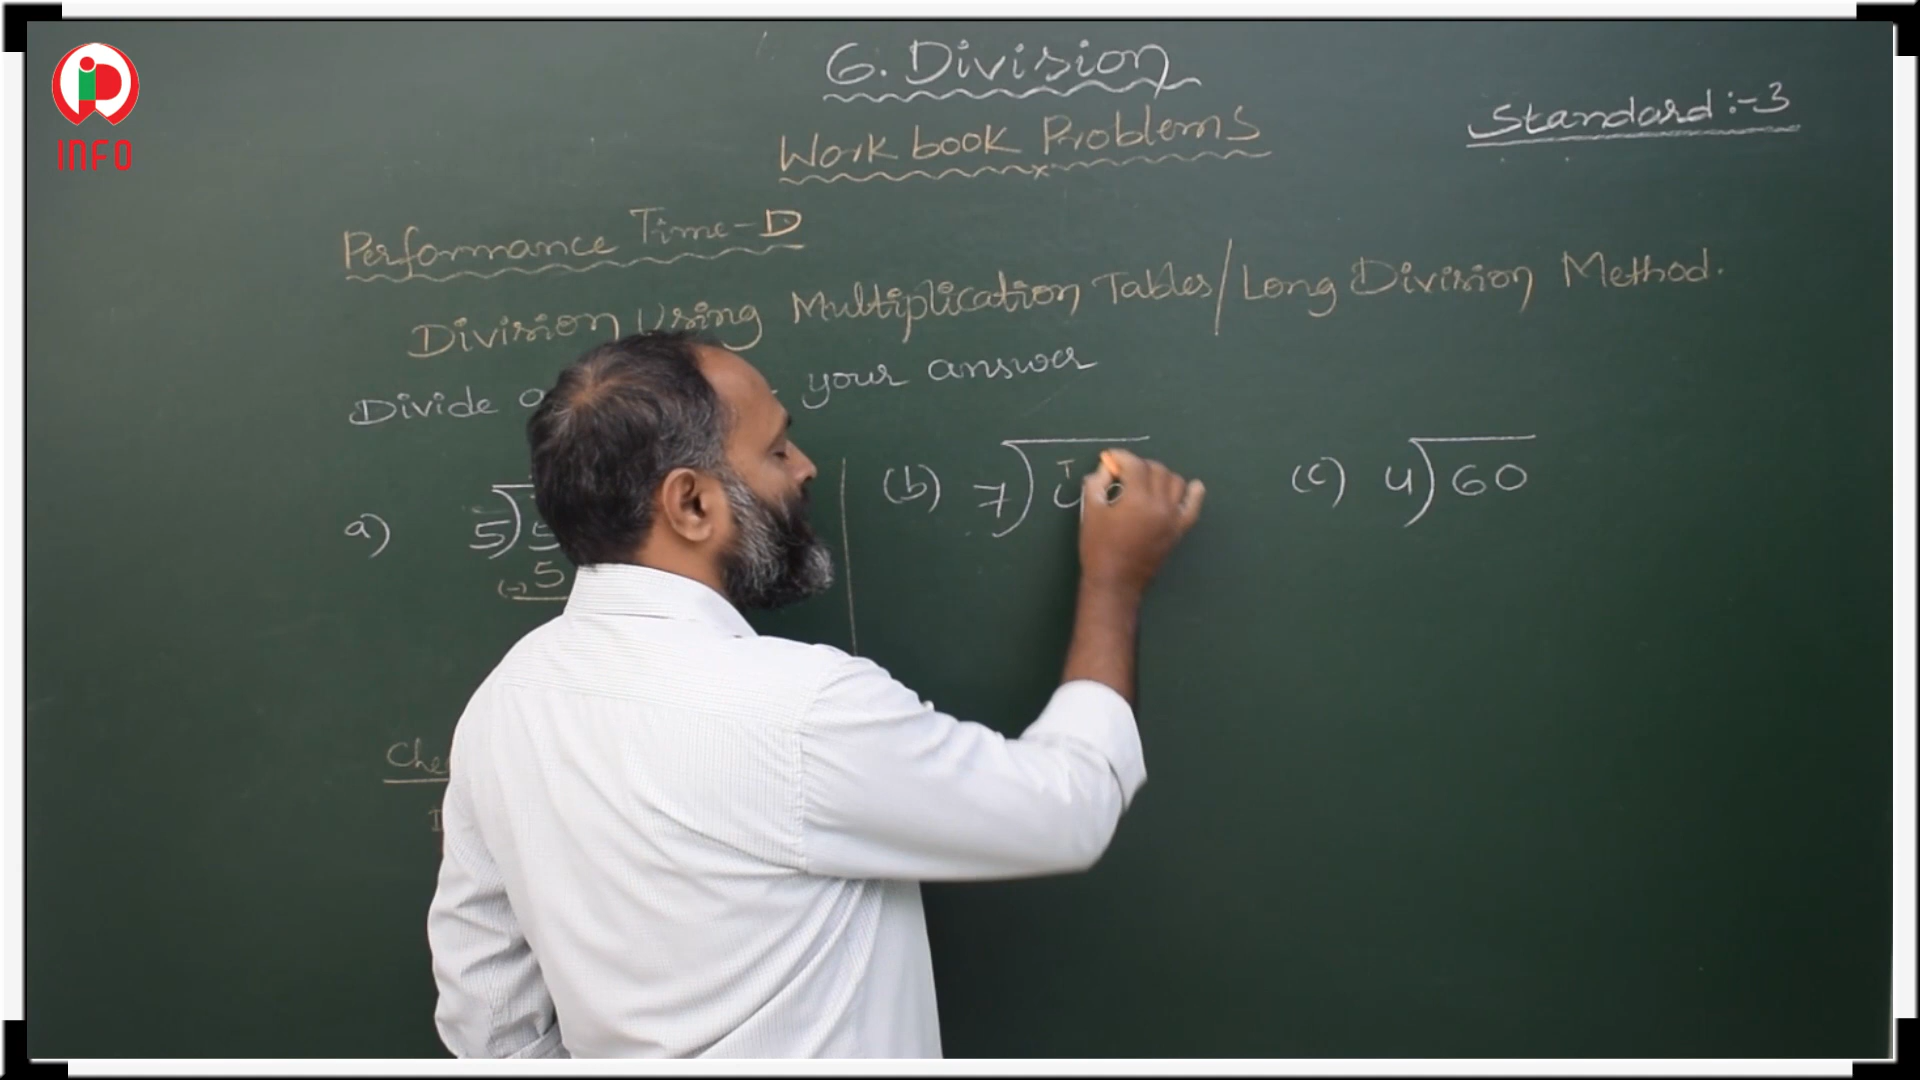 INFO
6. Division
Work book Problems
Standard :- 3
Performance Time - D
Division Using Multiplication Tables / Long Division Method.
Divide your answer
a) 5) 5
(-) 5
(b) 7) 4
T
(c) 4) 60